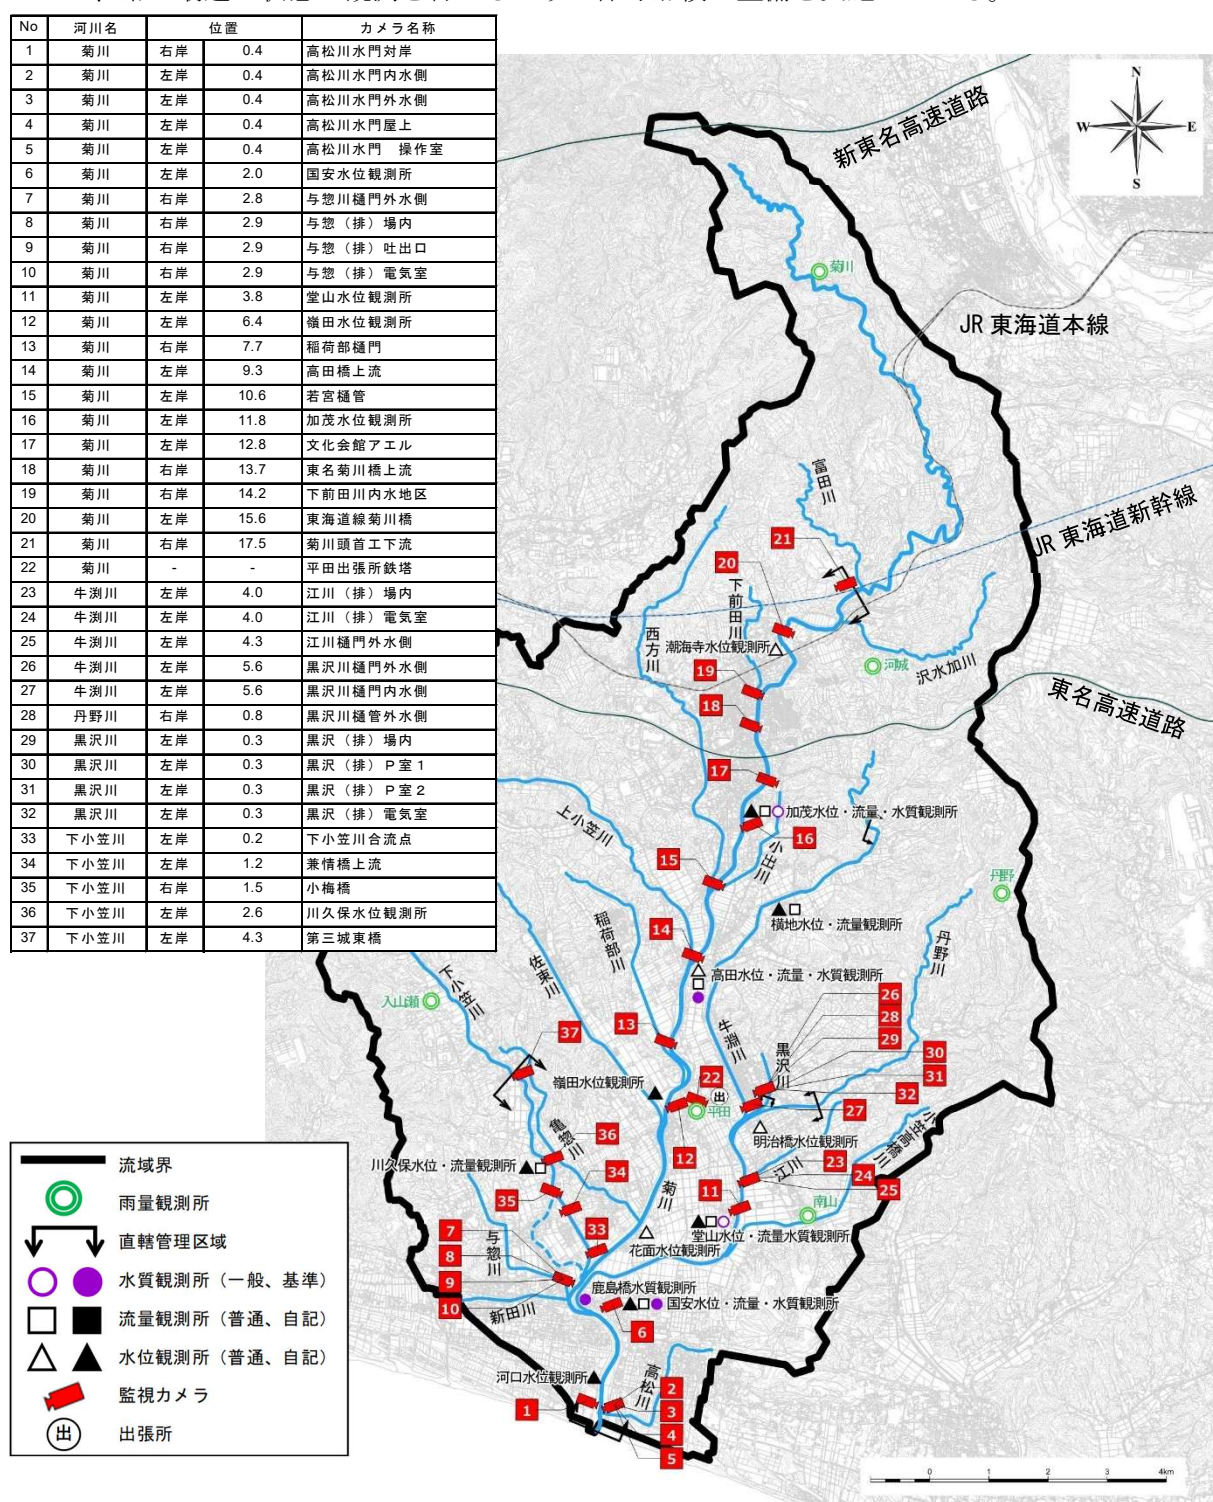 No 河川名 位置 カメラ名称
1 菊川 右岸 0.4 高松川水門対岸
2 菊川 左岸 0.4 高松川水門内水側
3 菊川 左岸 0.4 高松川水門外水側
4 菊川 左岸 0.4 高松川水門屋上
5 菊川 左岸 0.4 高松川水門 操作室
6 菊川 左岸 2.0 国安水位観測所
7 菊川 右岸 2.8 与惣川樋門外水側
8 菊川 右岸 2.9 与惣（排）場内
9 菊川 右岸 2.9 与惣（排）吐出口
10 菊川 右岸 2.9 与惣（排）電気室
11 菊川 左岸 3.8 堂山水位観測所
12 菊川 左岸 6.4 嶺田水位観測所
13 菊川 右岸 7.7 稲荷部樋門
14 菊川 左岸 9.3 高田橋上流
15 菊川 左岸 10.6 若宮樋管
16 菊川 左岸 11.8 加茂水位観測所
17 菊川 左岸 12.8 文化会館アエル
18 菊川 右岸 13.7 東名菊川橋上流
19 菊川 右岸 14.2 下前田川内水地区
20 菊川 左岸 15.6 東海道線菊川橋
21 菊川 右岸 17.5 菊川頭首工下流
22 菊川 - - 平田出張所鉄塔
23 牛渕川 左岸 4.0 江川（排）場内
24 牛渕川 左岸 4.0 江川（排）電気室
25 牛渕川 左岸 4.3 江川樋門外水側
26 牛渕川 左岸 5.6 黒沢川樋門外水側
27 牛渕川 左岸 5.6 黒沢川樋門内水側
28 丹野川 右岸 0.8 黒沢川樋管外水側
29 黒沢川 左岸 0.3 黒沢（排）場内
30 黒沢川 左岸 0.3 黒沢（排）Ｐ室１
31 黒沢川 左岸 0.3 黒沢（排）Ｐ室２
32 黒沢川 左岸 0.3 黒沢（排）電気室
33 下小笠川 左岸 0.2 下小笠川合流点
34 下小笠川 左岸 1.2 兼情橋上流
35 下小笠川 右岸 1.5 小梅橋
36 下小笠川 左岸 2.6 川久保水位観測所
37 下小笠川 左岸 4.3 第三城東橋
N
W E
S
新東名高速道路
菊川
JR 東海道本線
富田川
JR 東海道新幹線
21
20
下前田川
西方川
潮海寺水位観測所
河城
沢水加川
19
18
東名高速道路
17
加茂水位・流量・水質観測所
上小笠川
16
小出川
15
丹野
稲荷部川
横地水位・流量観測所
14
丹野川
佐束川
下小笠川
高田水位・流量・水質観測所
入山瀬
26
28
29
13
37
牛淵川
黒沢川
30
31
32
嶺田水位観測所
22
出
平田
27
小笠高橋川
亀惣川
36
12
明治橋水位観測所
川久保水位・流量観測所
34
23
江川
24
25
35
菊川
11
南山
7
33
堂山水位・流量水質観測所
与惣川
花面水位観測所
8
9
10
鹿島橋水質観測所
新田川
国安水位・流量・水質観測所
6
河口水位観測所
高松川
1
2
3
4
5
流域界
雨量観測所
直轄管理区域
水質観測所（一般、基準）
流量観測所（普通、自記）
水位観測所（普通、自記）
監視カメラ
出 出張所
0 1 2 3 4km